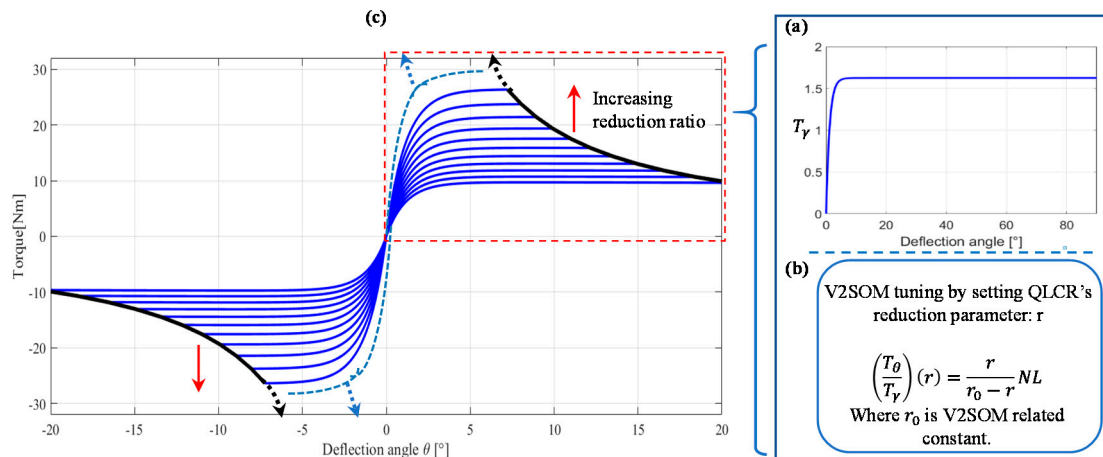 (c)
30
20
10
0
-10
-20
-30
Torque[Nm]
-20
-15
-10
-5
0
5
10
15
20
Deflection angle θ [°]
Increasing
reduction ratio
(a)
2
1.5
1
0.5
0
Tγ
0
20
40
60
80
Deflection angle [°]
(b)
V2SOM tuning by setting QLCR's
reduction parameter: r
(Tθ/Tγ)(r) = r/(r0 − r) NL
Where r0 is V2SOM related
constant.